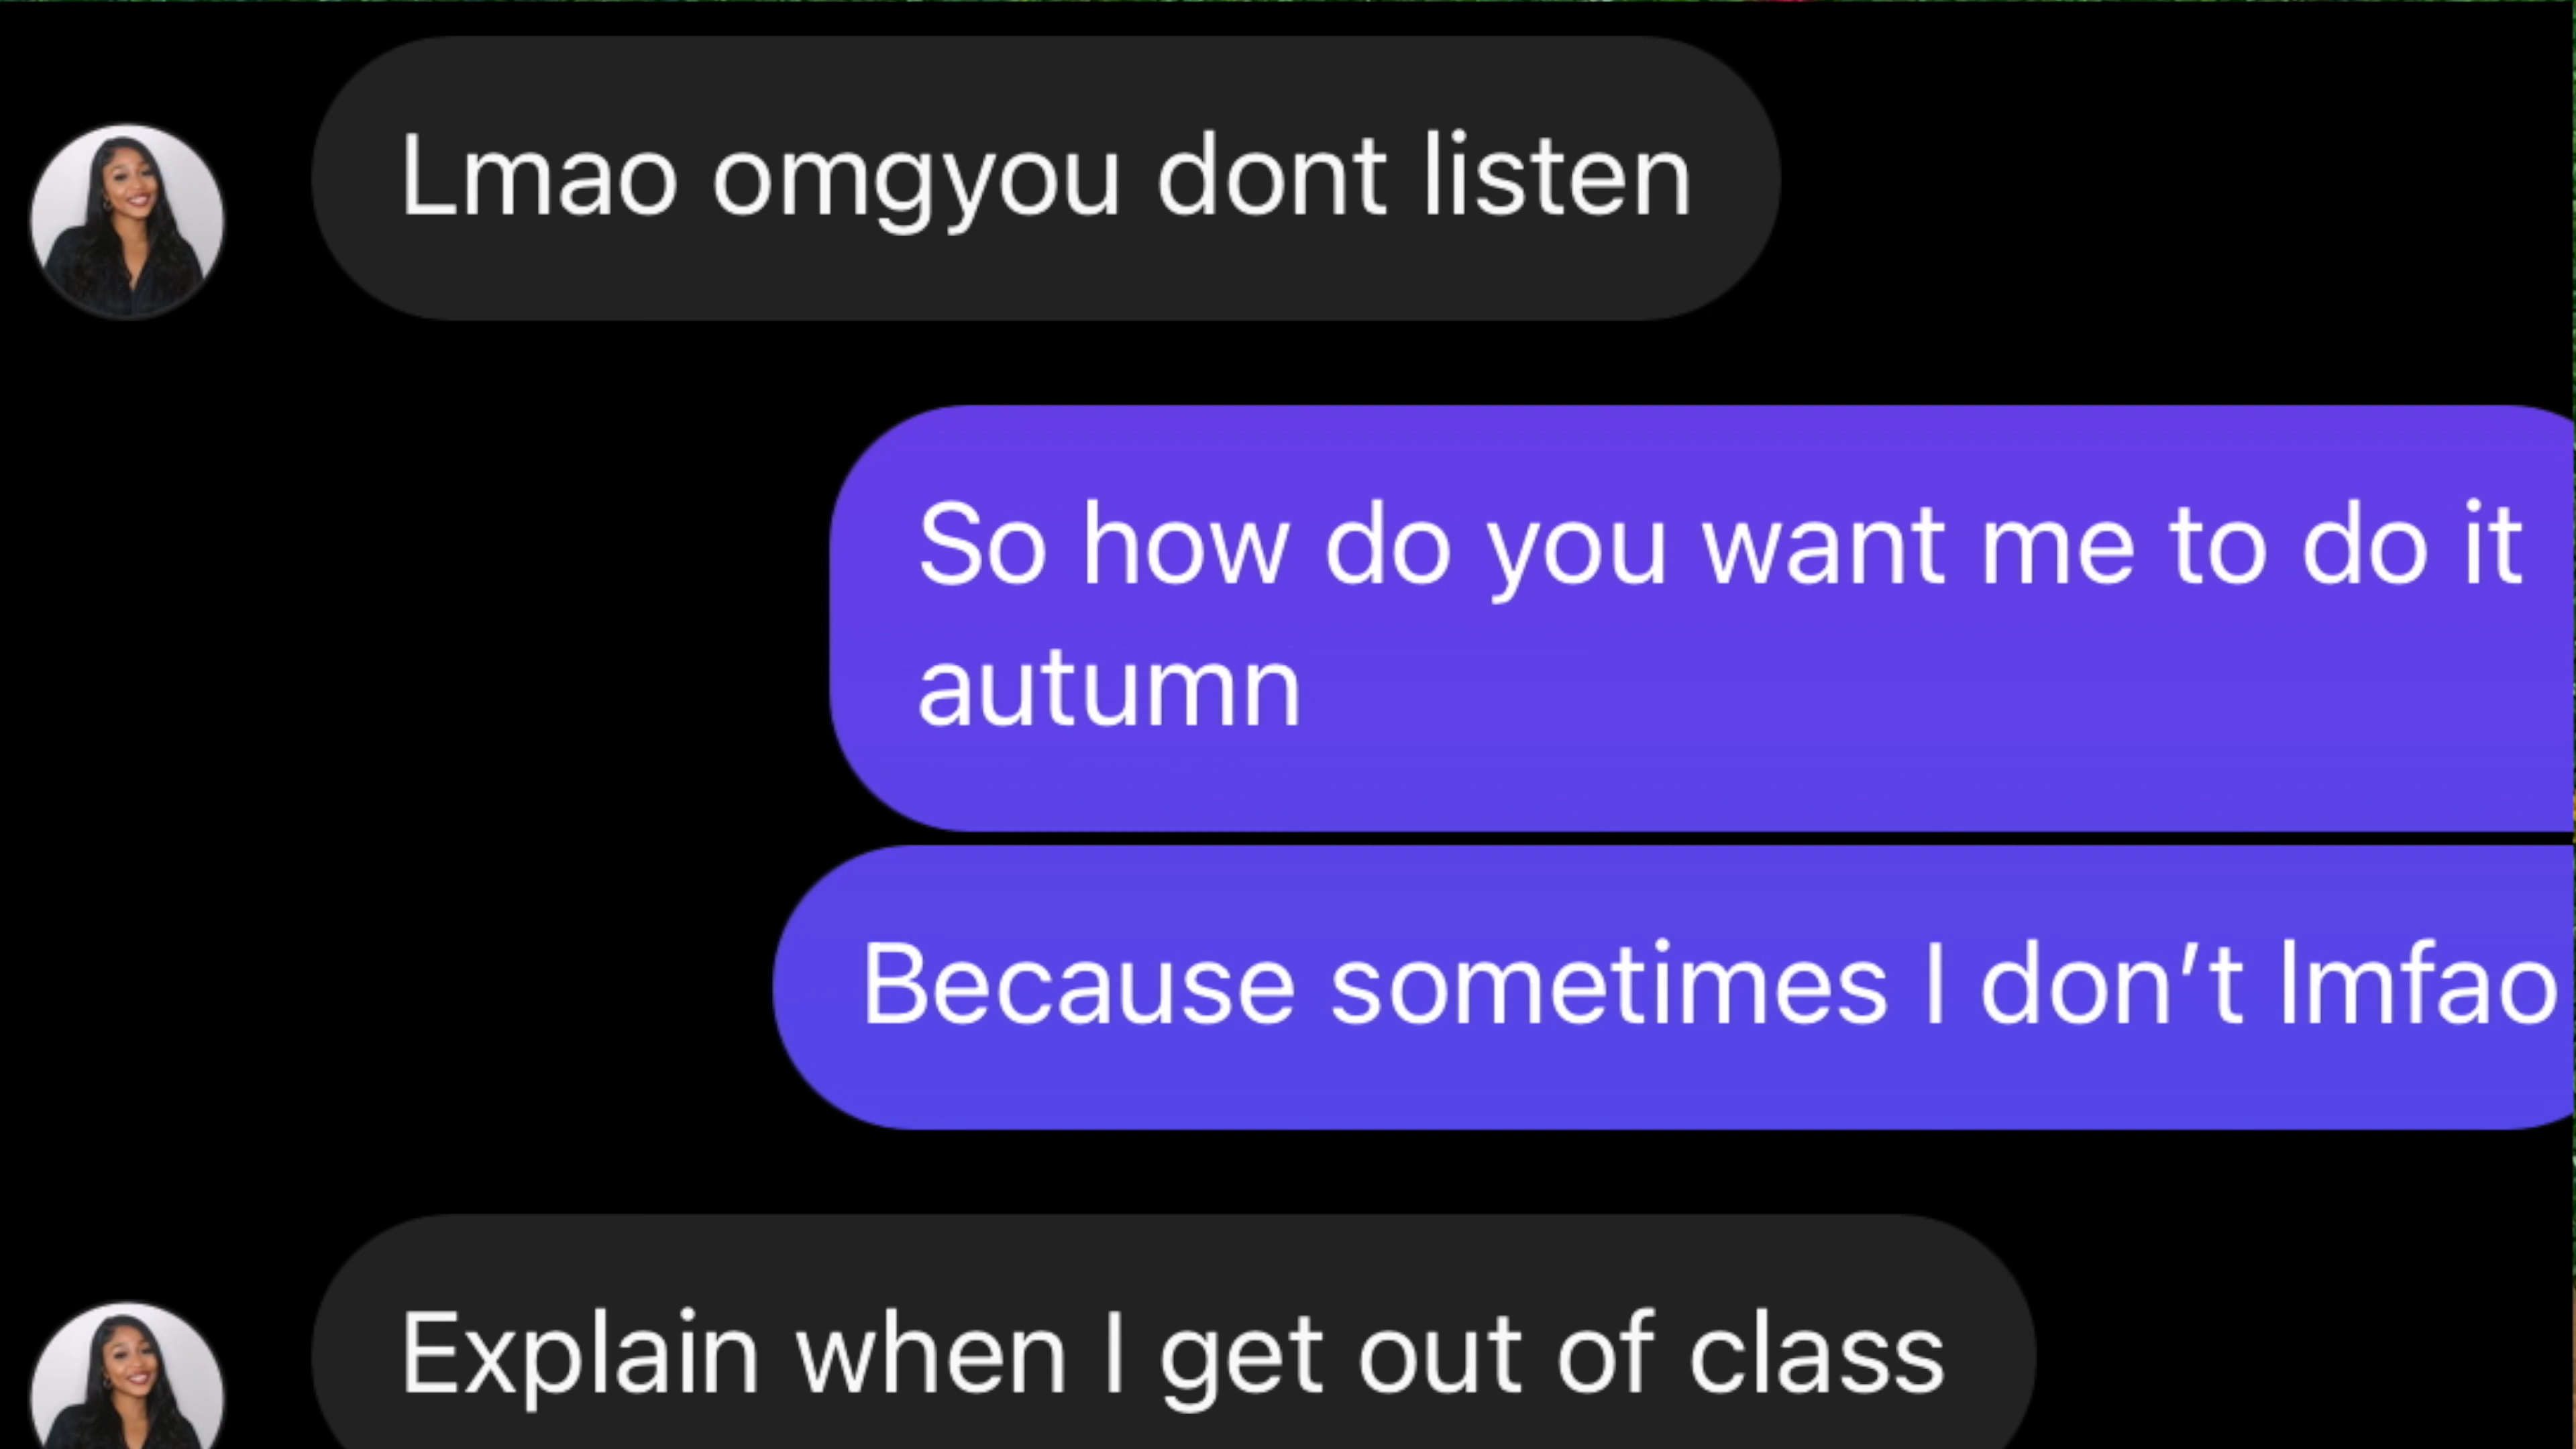 Lmao omgyou dont listen
So how do you want me to do it
autumn
Because sometimes I don’t lmfao
Explain when I get out of class